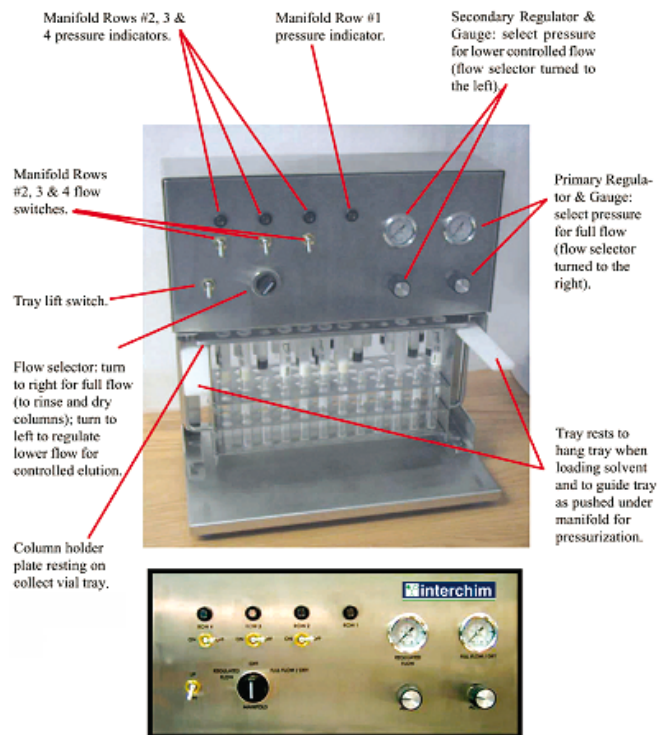 Manifold Rows #2, 3 &
4 pressure indicators.
Manifold Row #1
pressure indicator.
Secondary Regulator &
Gauge: select pressure
for lower controlled flow
(flow selector turned to
the left).
Manifold Rows
#2, 3 & 4 flow
switches.
Primary Regula-
tor & Gauge:
select pressure
for full flow
(flow selector
turned to the
right).
Tray lift switch.
Flow selector: turn
to right for full flow
(to rinse and dry
columns); turn to
left to regulate
lower flow for
controlled elution.
Tray rests to
hang tray when
loading solvent
and to guide tray
as pushed under
manifold for
pressurization.
Column holder
plate resting on
collect vial tray.
interchim
ROW 4 ROW 3 ROW 2 ROW 1
ON OFF ON OFF ON OFF
REGULATED FLOW FULL FLOW / DRY
UP OFF
REGULATED FLOW FULL FLOW / DRY
MANIFOLD